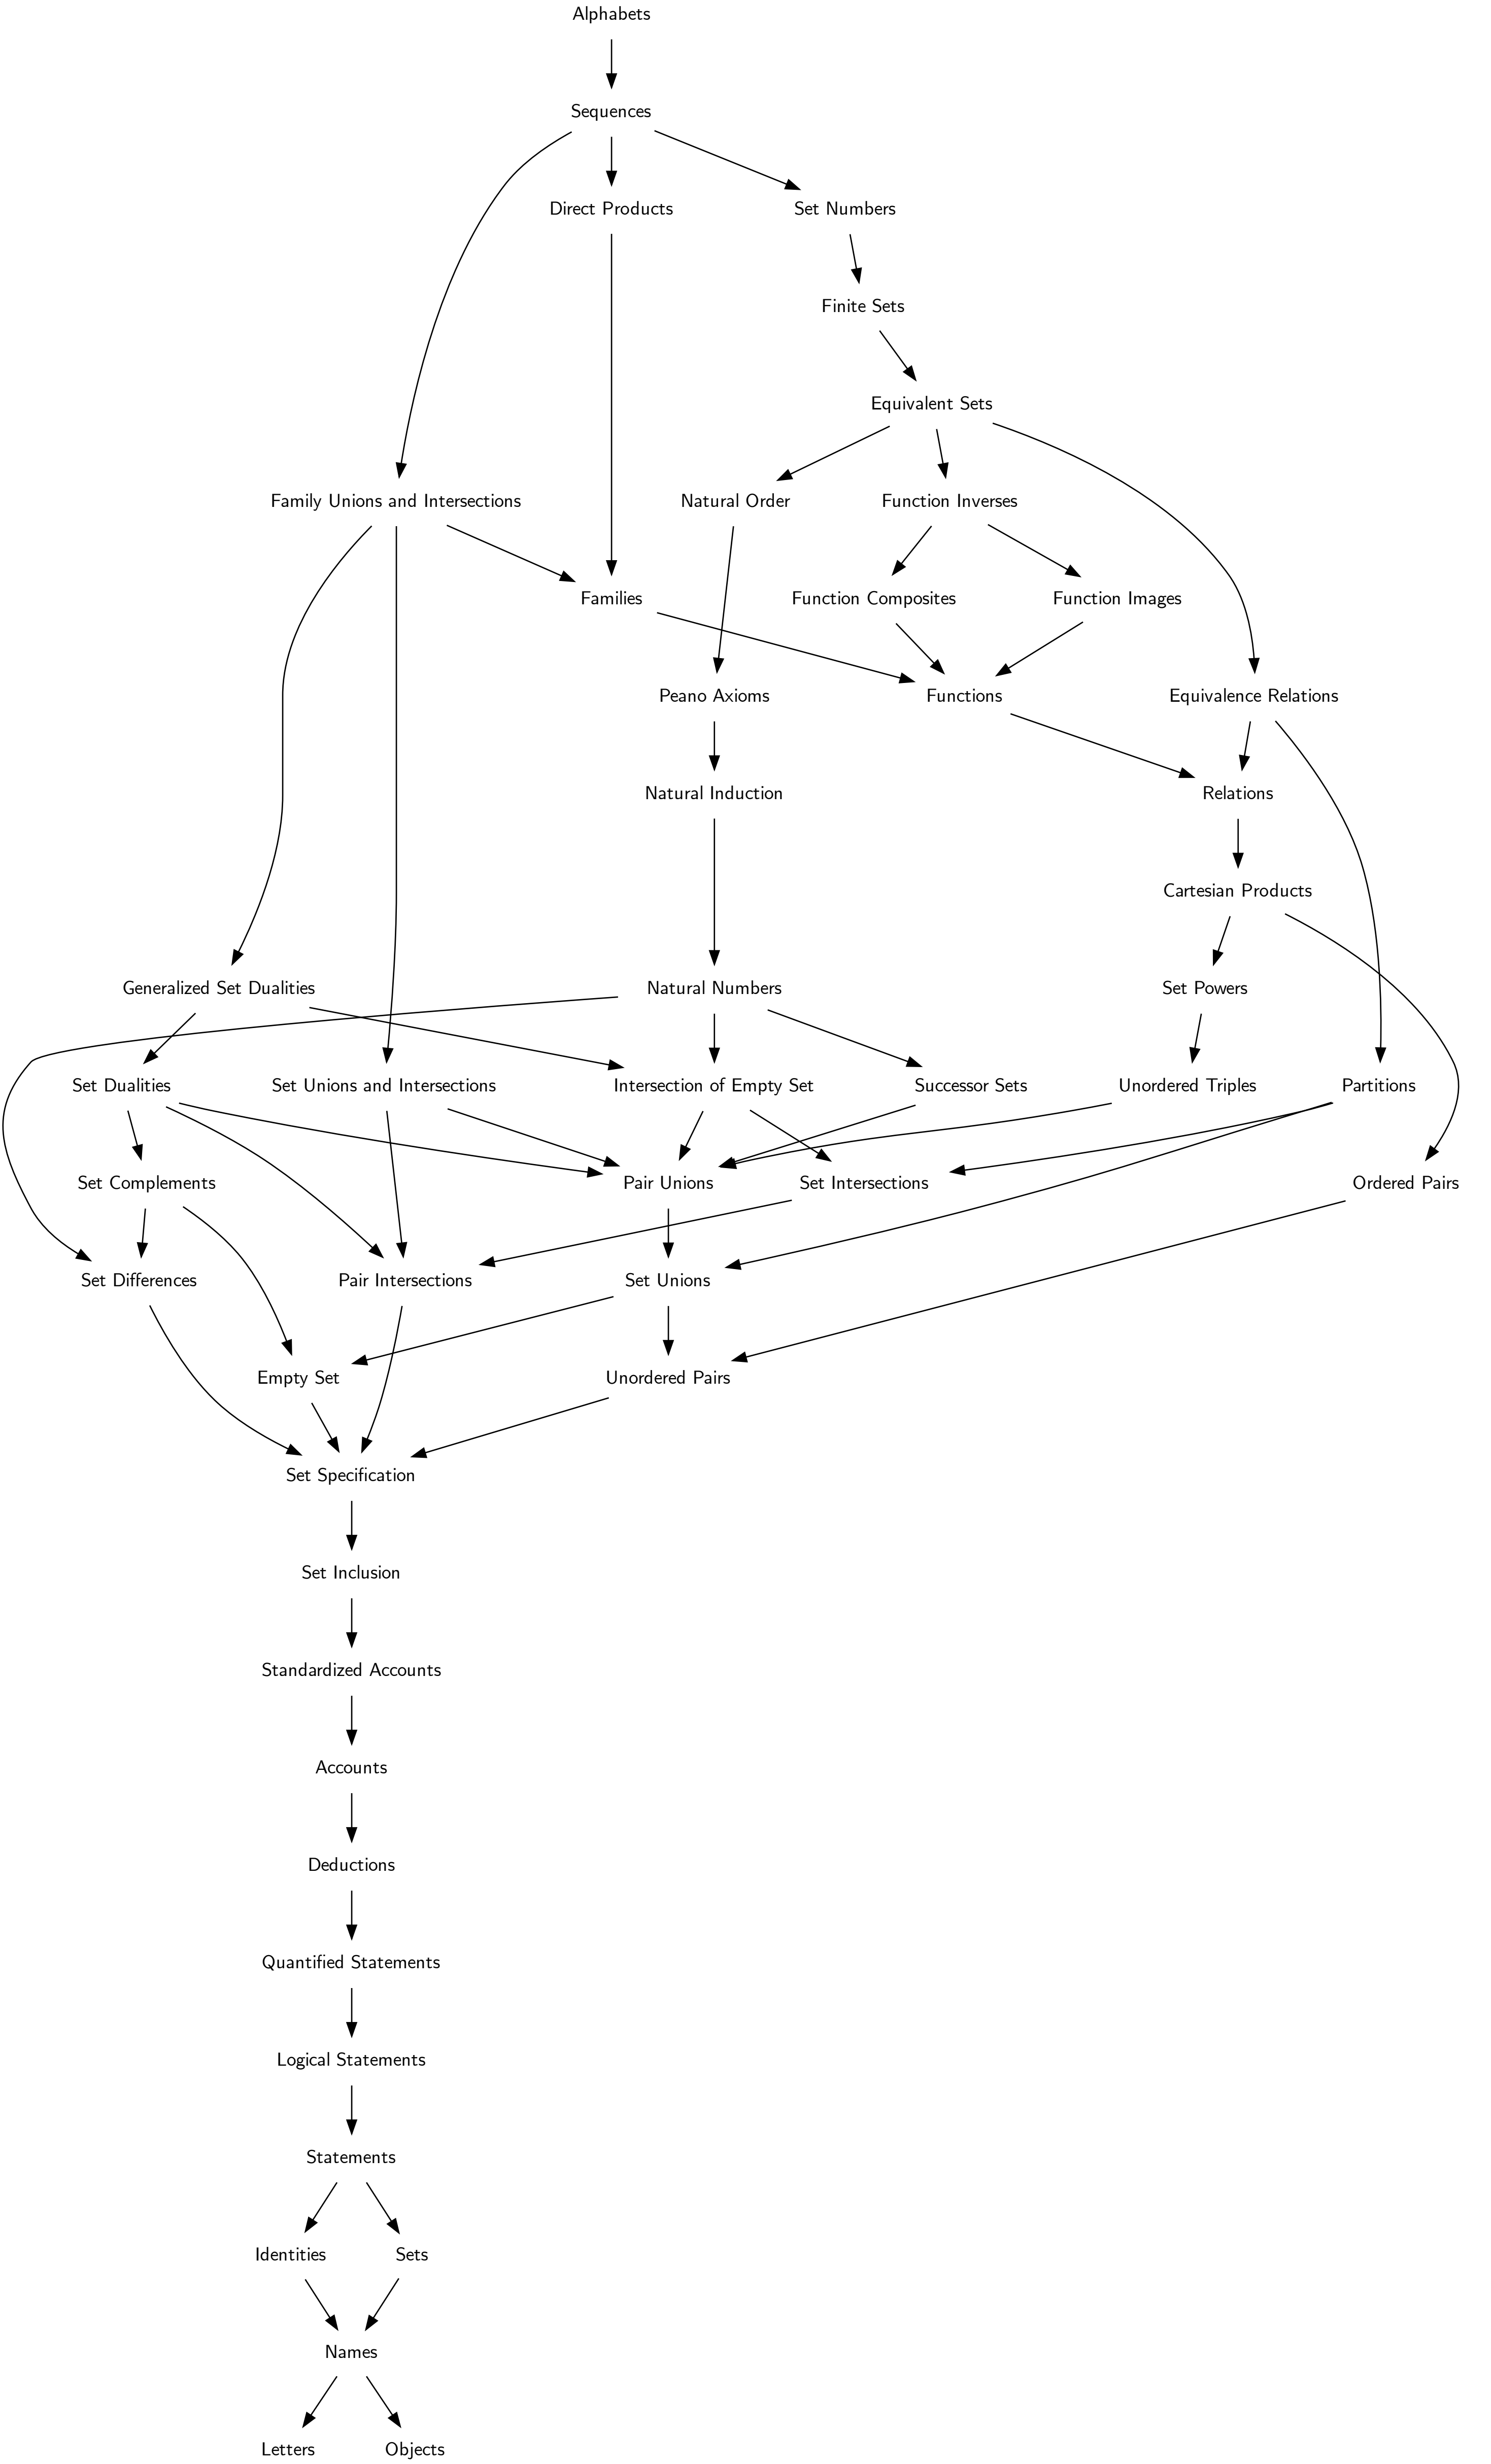 Alphabets
Sequences
Direct Products
Set Numbers
Finite Sets
Equivalent Sets
Family Unions and Intersections
Natural Order
Function Inverses
Families
Function Composites
Function Images
Peano Axioms
Functions
Equivalence Relations
Natural Induction
Relations
Cartesian Products
Generalized Set Dualities
Natural Numbers
Set Powers
Set Dualities
Set Unions and Intersections
Intersection of Empty Set
Successor Sets
Unordered Triples
Partitions
Set Complements
Pair Unions
Set Intersections
Ordered Pairs
Set Differences
Pair Intersections
Set Unions
Empty Set
Unordered Pairs
Set Specification
Set Inclusion
Standardized Accounts
Accounts
Deductions
Quantified Statements
Logical Statements
Statements
Identities
Sets
Names
Letters
Objects